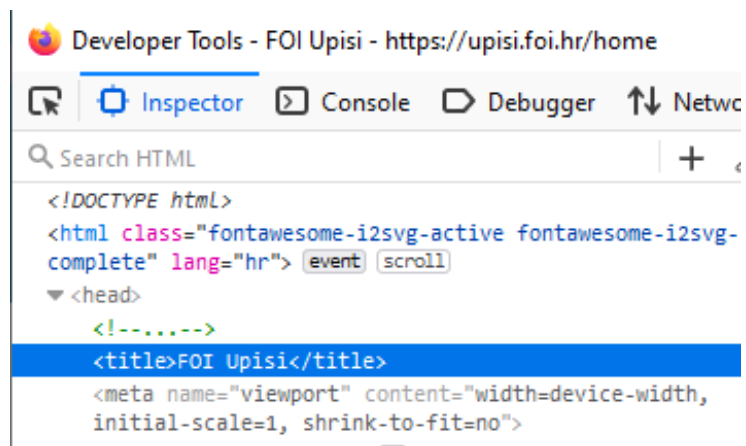 Developer Tools - FOI Upisi - https://upisi.foi.hr/home
Inspector Console Debugger Netwo
Search HTML
<!DOCTYPE html>
<html class="fontawesome-i2svg-active fontawesome-i2svg-
complete" lang="hr"> event scroll
<head>
<!--...-->
<title>FOI Upisi</title>
<meta name="viewport" content="width=device-width,
initial-scale=1, shrink-to-fit=no">